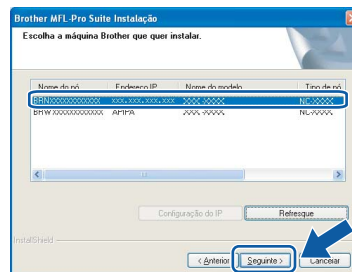 Brother MFL-Pro Suite Instalação
Escolha a máquina Brother que quer instalar.
Nome do nó Endereço IP Nome do modelo Tipo de nó
BRNXXXXXXXXXXXX XXX.XXX.XXX.XXX XXX-XXXX NC-XXXX
BRWXXXXXXXXXXXX APIPA XXX-XXXX NC-XXXX
Configuração do IP Refresque
InstallShield
< Anterior Seguinte > Cancelar